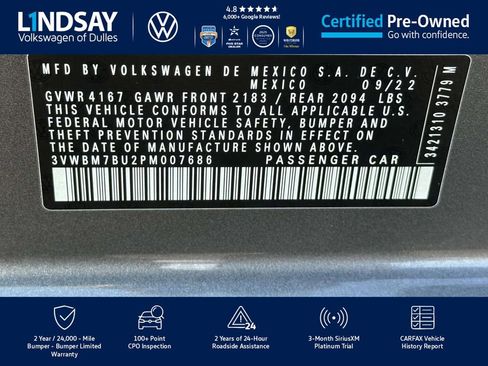 LINDSAY
Volkswagen of Dulles
4.8 ★★★★★
6,000+ Google Reviews!
Certified Pre-Owned
Go with confidence.
MFD BY VOLKSWAGEN DE MEXICO S.A. DE C.V.
MEXICO 09/22
GVWR 4167 GAWR FRONT 2183 / REAR 2094 LBS
THIS VEHICLE CONFORMS TO ALL APPLICABLE U.S.
FEDERAL MOTOR VEHICLE SAFETY, BUMPER AND
THEFT PREVENTION STANDARDS IN EFFECT ON
THE DATE OF MANUFACTURE SHOWN ABOVE.
3VWBM7BU2PM007686 PASSENGER CAR
3421310 3779 M
2 Year / 24,000 - Mile
Bumper - Bumper Limited
Warranty
100+ Point
CPO Inspection
24
2 Years of 24-Hour
Roadside Assistance
3-Month SiriusXM
Platinum Trial
CARFAX Vehicle
History Report